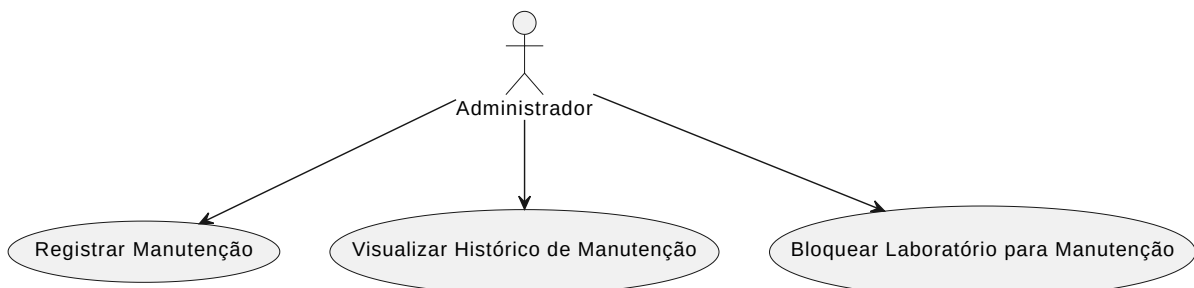 Administrador
Registrar Manutenção
Visualizar Histórico de Manutenção
Bloquear Laboratório para Manutenção